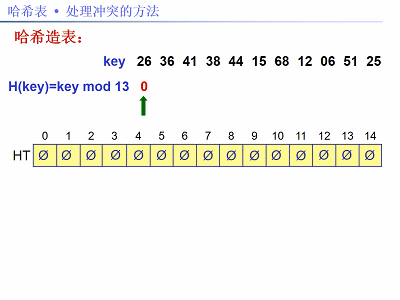 哈希表 • 处理冲突的方法
哈希造表：
key 26 36 41 38 44 15 68 12 06 51 25
H(key)=key mod 13 0
0 1 2 3 4 5 6 7 8 9 10 11 12 13 14
HT Ø Ø Ø Ø Ø Ø Ø Ø Ø Ø Ø Ø Ø Ø Ø